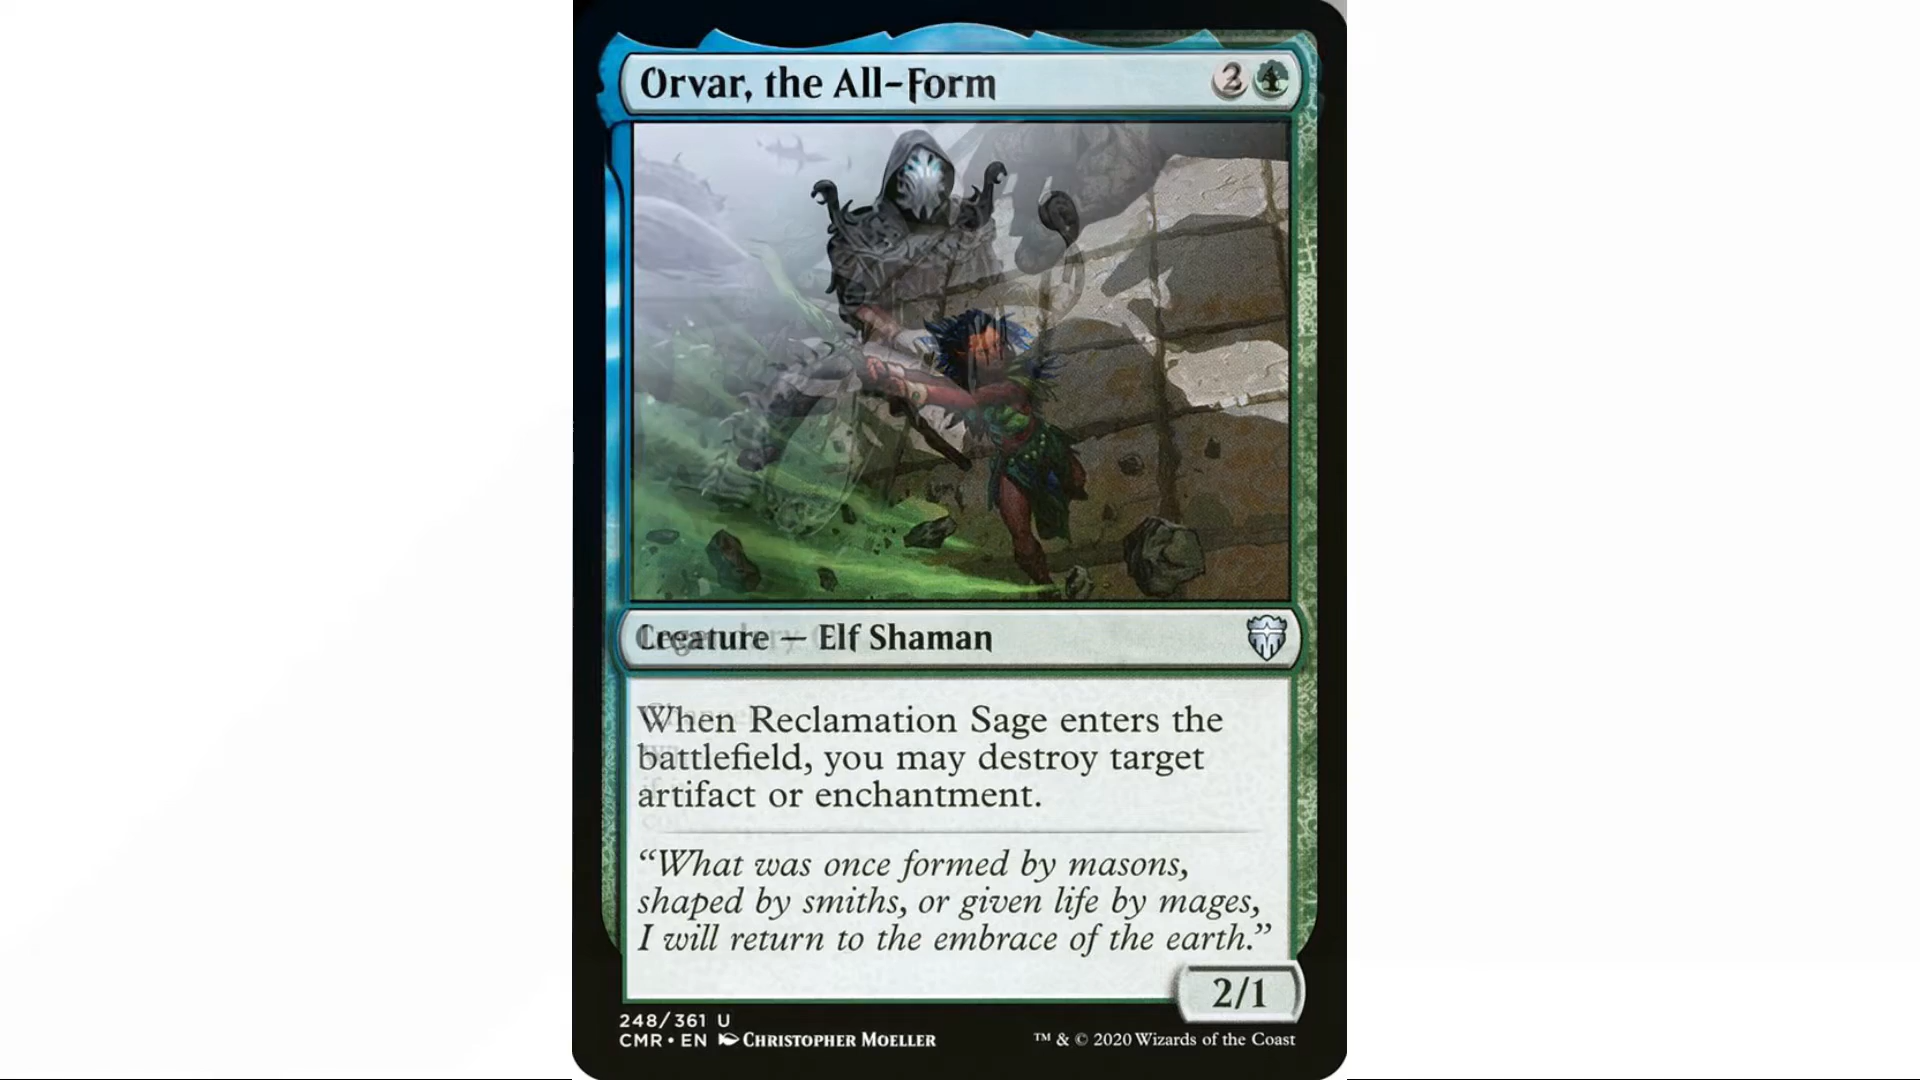 Orvar, the All-Form
2
Creature — Elf Shaman
When Reclamation Sage enters the
battlefield, you may destroy target
artifact or enchantment.
“What was once formed by masons,
shaped by smiths, or given life by mages,
I will return to the embrace of the earth.”
2/1
248/361 U
CMR • EN Christopher Moeller
™ & © 2020 Wizards of the Coast